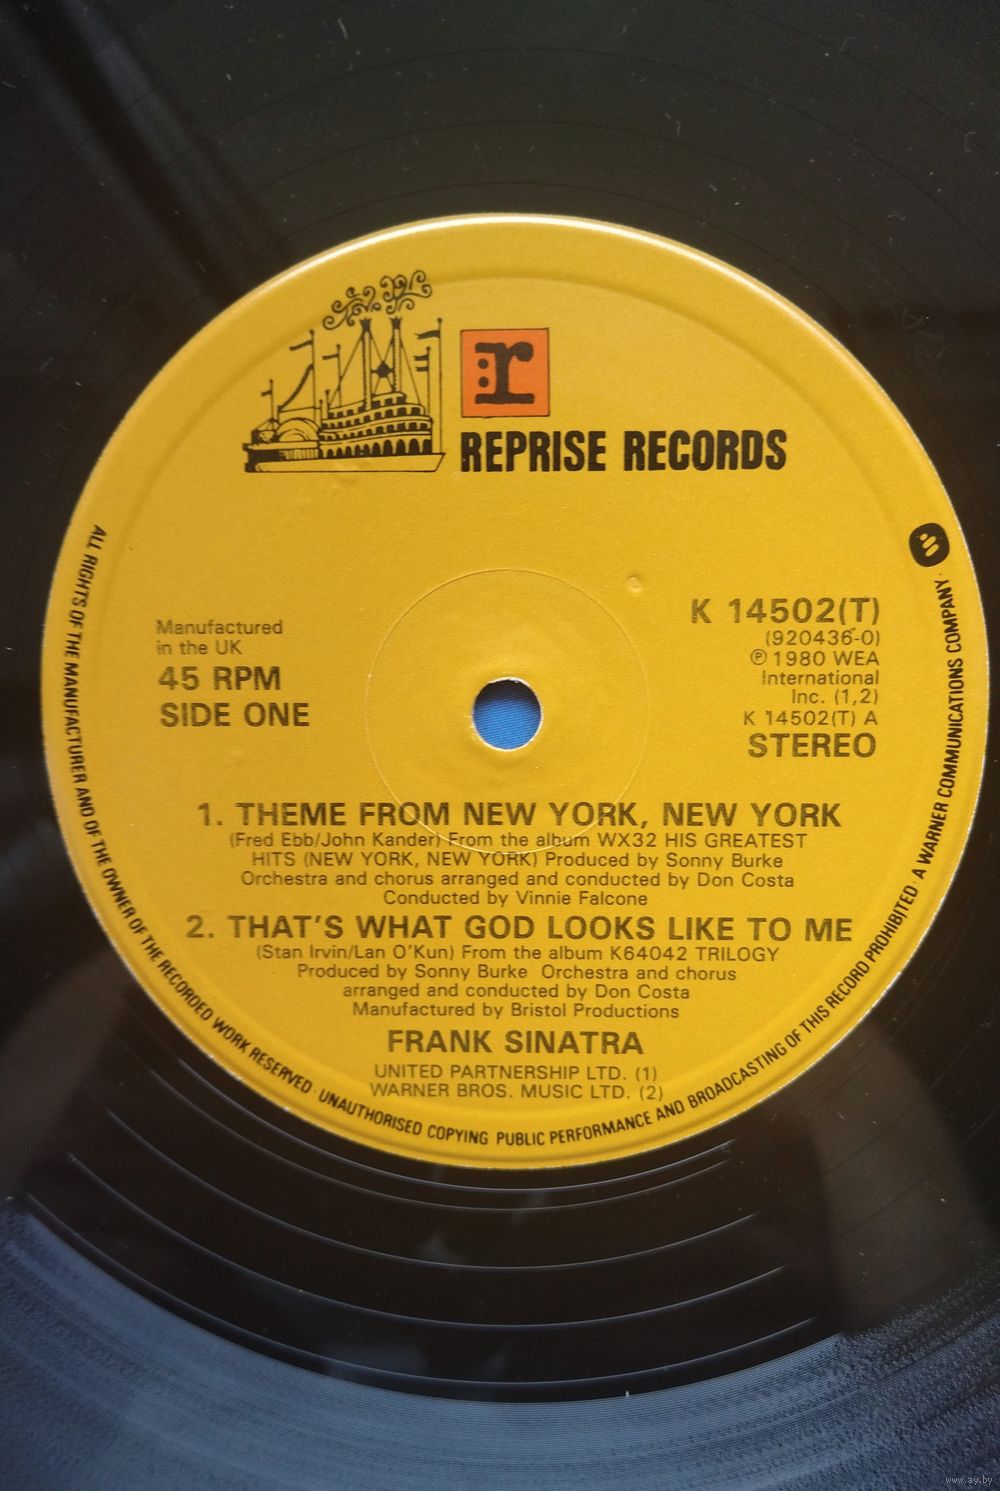 r
REPRISE RECORDS
Manufactured
in the UK
45 RPM
SIDE ONE
K 14502(T)
(920436-0)
℗ 1980 WEA
International
Inc. (1,2)
K 14502(T) A
STEREO
1. THEME FROM NEW YORK, NEW YORK
(Fred Ebb/John Kander) From the album WX32 HIS GREATEST
HITS (NEW YORK, NEW YORK) Produced by Sonny Burke
Orchestra and chorus arranged and conducted by Don Costa
Conducted by Vinnie Falcone
2. THAT'S WHAT GOD LOOKS LIKE TO ME
(Stan Irvin/Lan O'Kun) From the album K64042 TRILOGY
Produced by Sonny Burke Orchestra and chorus
arranged and conducted by Don Costa
Manufactured by Bristol Productions
FRANK SINATRA
UNITED PARTNERSHIP LTD. (1)
WARNER BROS. MUSIC LTD. (2)
ALL RIGHTS OF THE MANUFACTURER AND OF THE OWNER OF THE RECORDED WORK RESERVED · UNAUTHORISED COPYING PUBLIC PERFORMANCE AND BROADCASTING OF THIS RECORD PROHIBITED · A WARNER COMMUNICATIONS COMPANY ·
www.ay.by